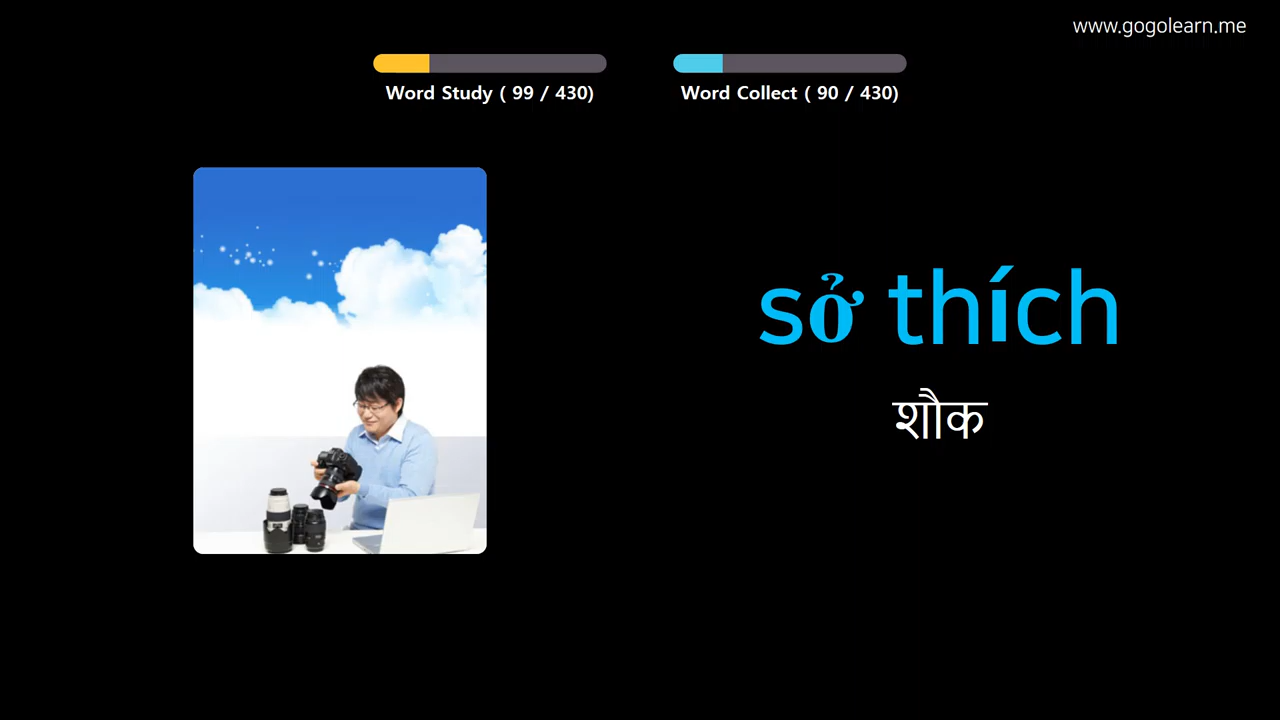 www.gogolearn.me
Word Study ( 99 / 430)
Word Collect ( 90 / 430)
sở thích
शौक